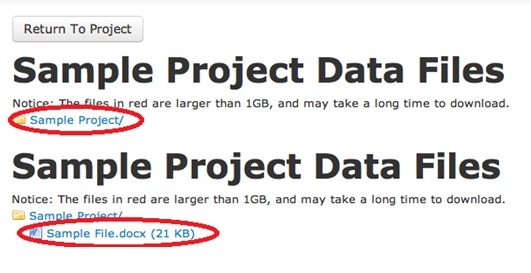 Return To Project
Sample Project Data Files
Notice: The files in red are larger than 1GB, and may take a long time to download.
Sample Project/
Sample Project Data Files
Notice: The files in red are larger than 1GB, and may take a long time to download.
Sample Project/
Sample File.docx (21 KB)